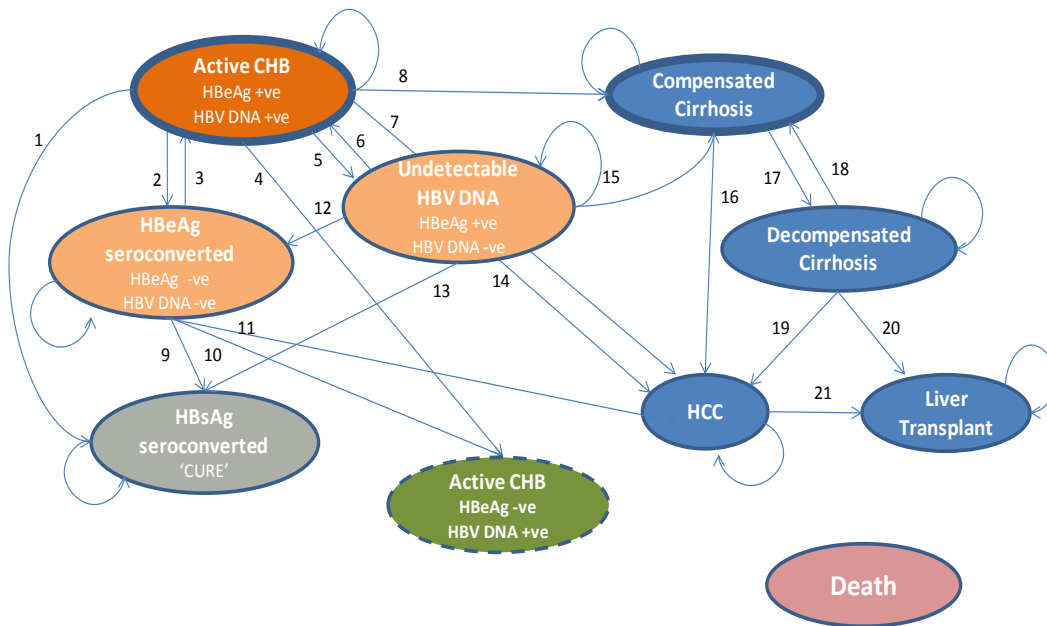 Active CHB
HBeAg +ve
HBV DNA +ve
8
Compensated
Cirrhosis
1
2
3
4
5
6
7
Undetectable
HBV DNA
HBeAg +ve
HBV DNA -ve
15
16
17
18
12
HBeAg
seroconverted
HBeAg -ve
HBV DNA -ve
Decompensated
Cirrhosis
13
14
9
10
11
19
20
HBsAg
seroconverted
‘CURE’
HCC
21
Liver
Transplant
Active CHB
HBeAg -ve
HBV DNA +ve
Death